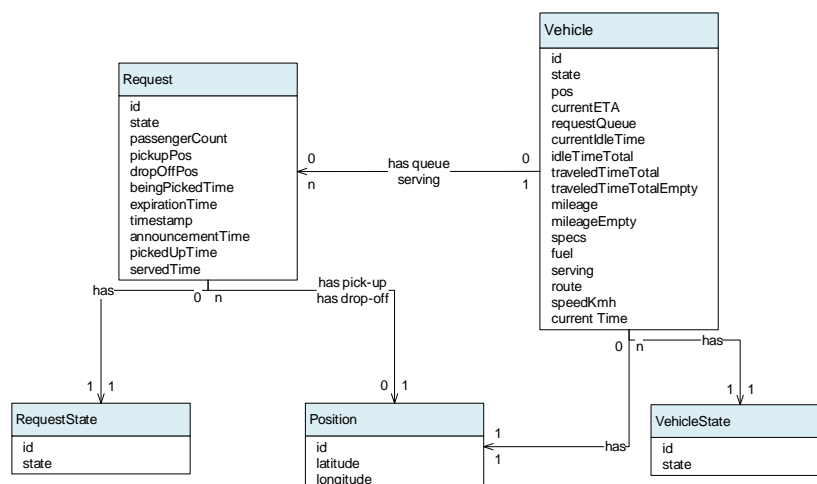 Vehicle
id
state
pos
currentETA
requestQueue
currentIdleTime
idleTimeTotal
traveledTimeTotal
traveledTimeTotalEmpty
mileage
mileageEmpty
specs
fuel
serving
route
speedKmh
current Time
Request
id
state
passengerCount
pickupPos
dropOffPos
beingPickedTime
expirationTime
timestamp
announcementTime
pickedUpTime
servedTime
0 has queue 0
n serving 1
has
0 n
has pick-up
has drop-off
0 n
has
1 1
0 1
1
1
has
1 1
RequestState
id
state
Position
id
latitude
longitude
VehicleState
id
state